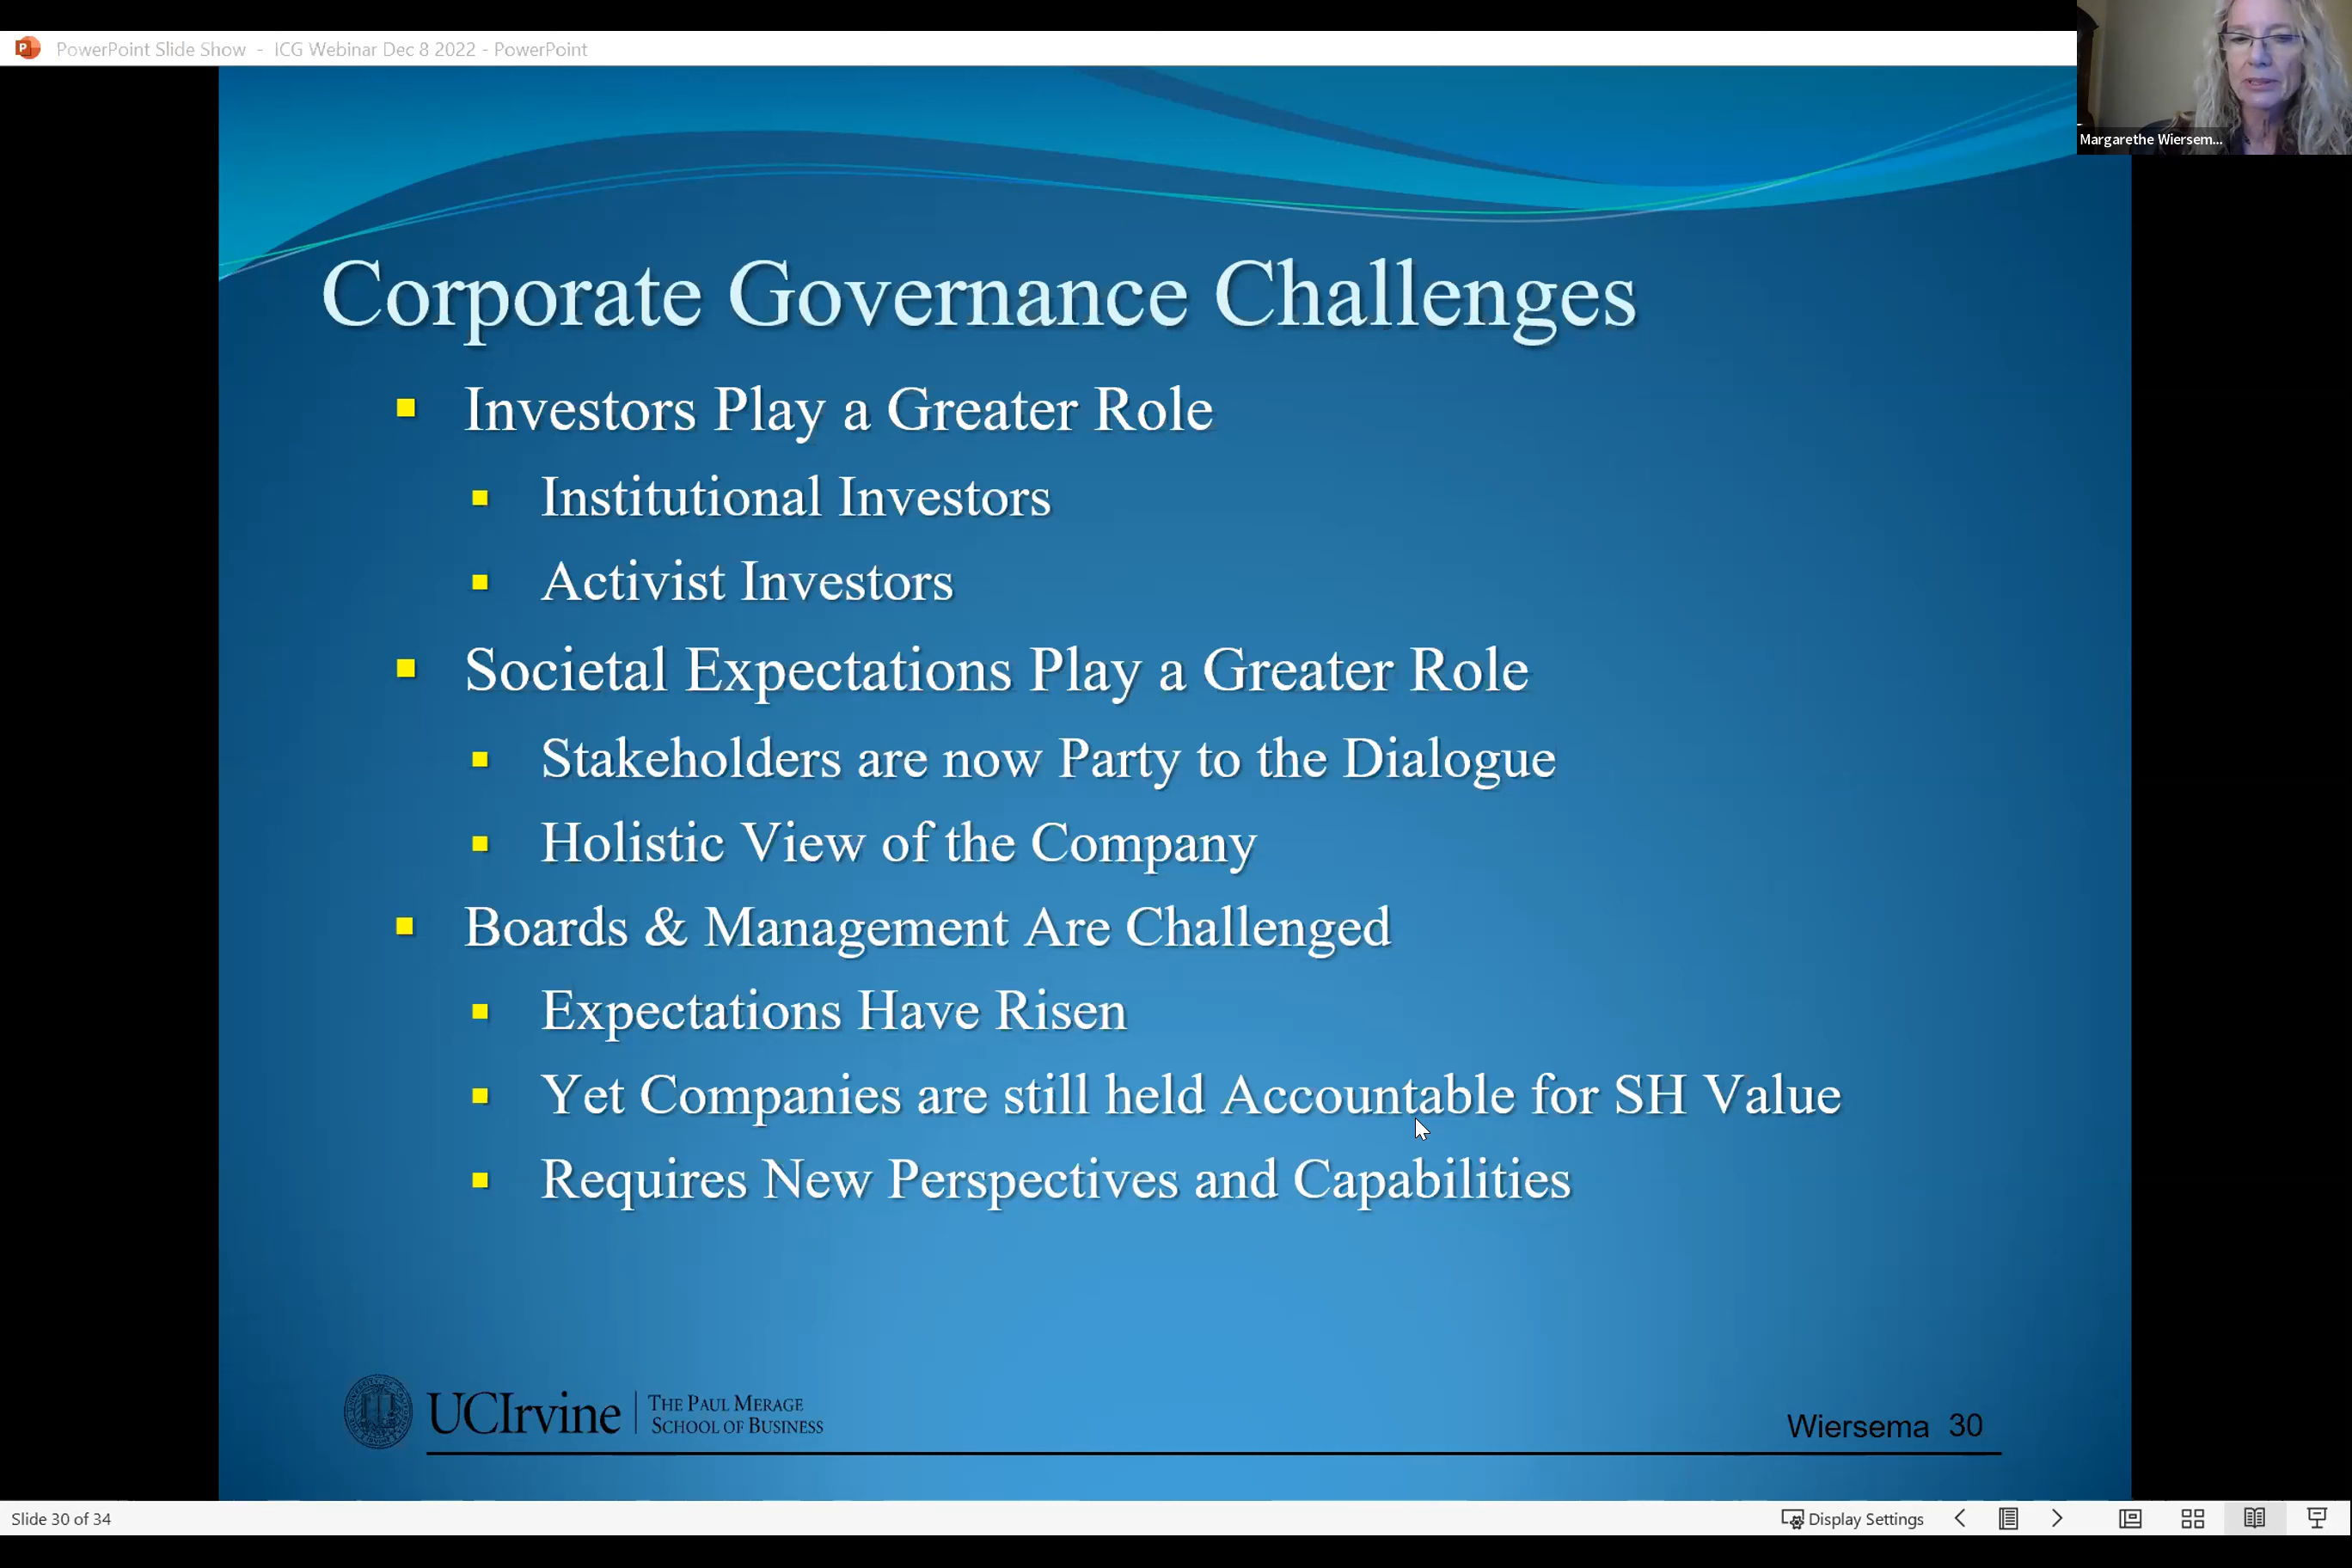 PowerPoint Slide Show - ICG Webinar Dec 8 2022 - PowerPoint
Margarethe Wiersem...
Corporate Governance Challenges
Investors Play a Greater Role
Institutional Investors
Activist Investors
Societal Expectations Play a Greater Role
Stakeholders are now Party to the Dialogue
Holistic View of the Company
Boards & Management Are Challenged
Expectations Have Risen
Yet Companies are still held Accountable for SH Value
Requires New Perspectives and Capabilities
UCIrvine
The Paul Merage
School of Business
Wiersema 30
Slide 30 of 34
Display Settings